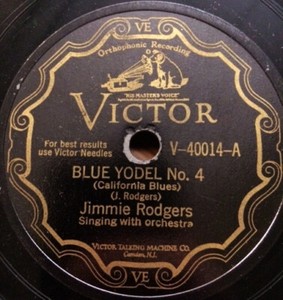 VE
Orthophonic Recording
"HIS MASTER'S VOICE"
VICTOR
For best results
use Victor Needles
V-40014-A
BLUE YODEL No. 4
(California Blues)
(J. Rodgers)
Jimmie Rodgers
Singing with orchestra
VICTOR TALKING MACHINE CO.
Camden, N.J.
VE